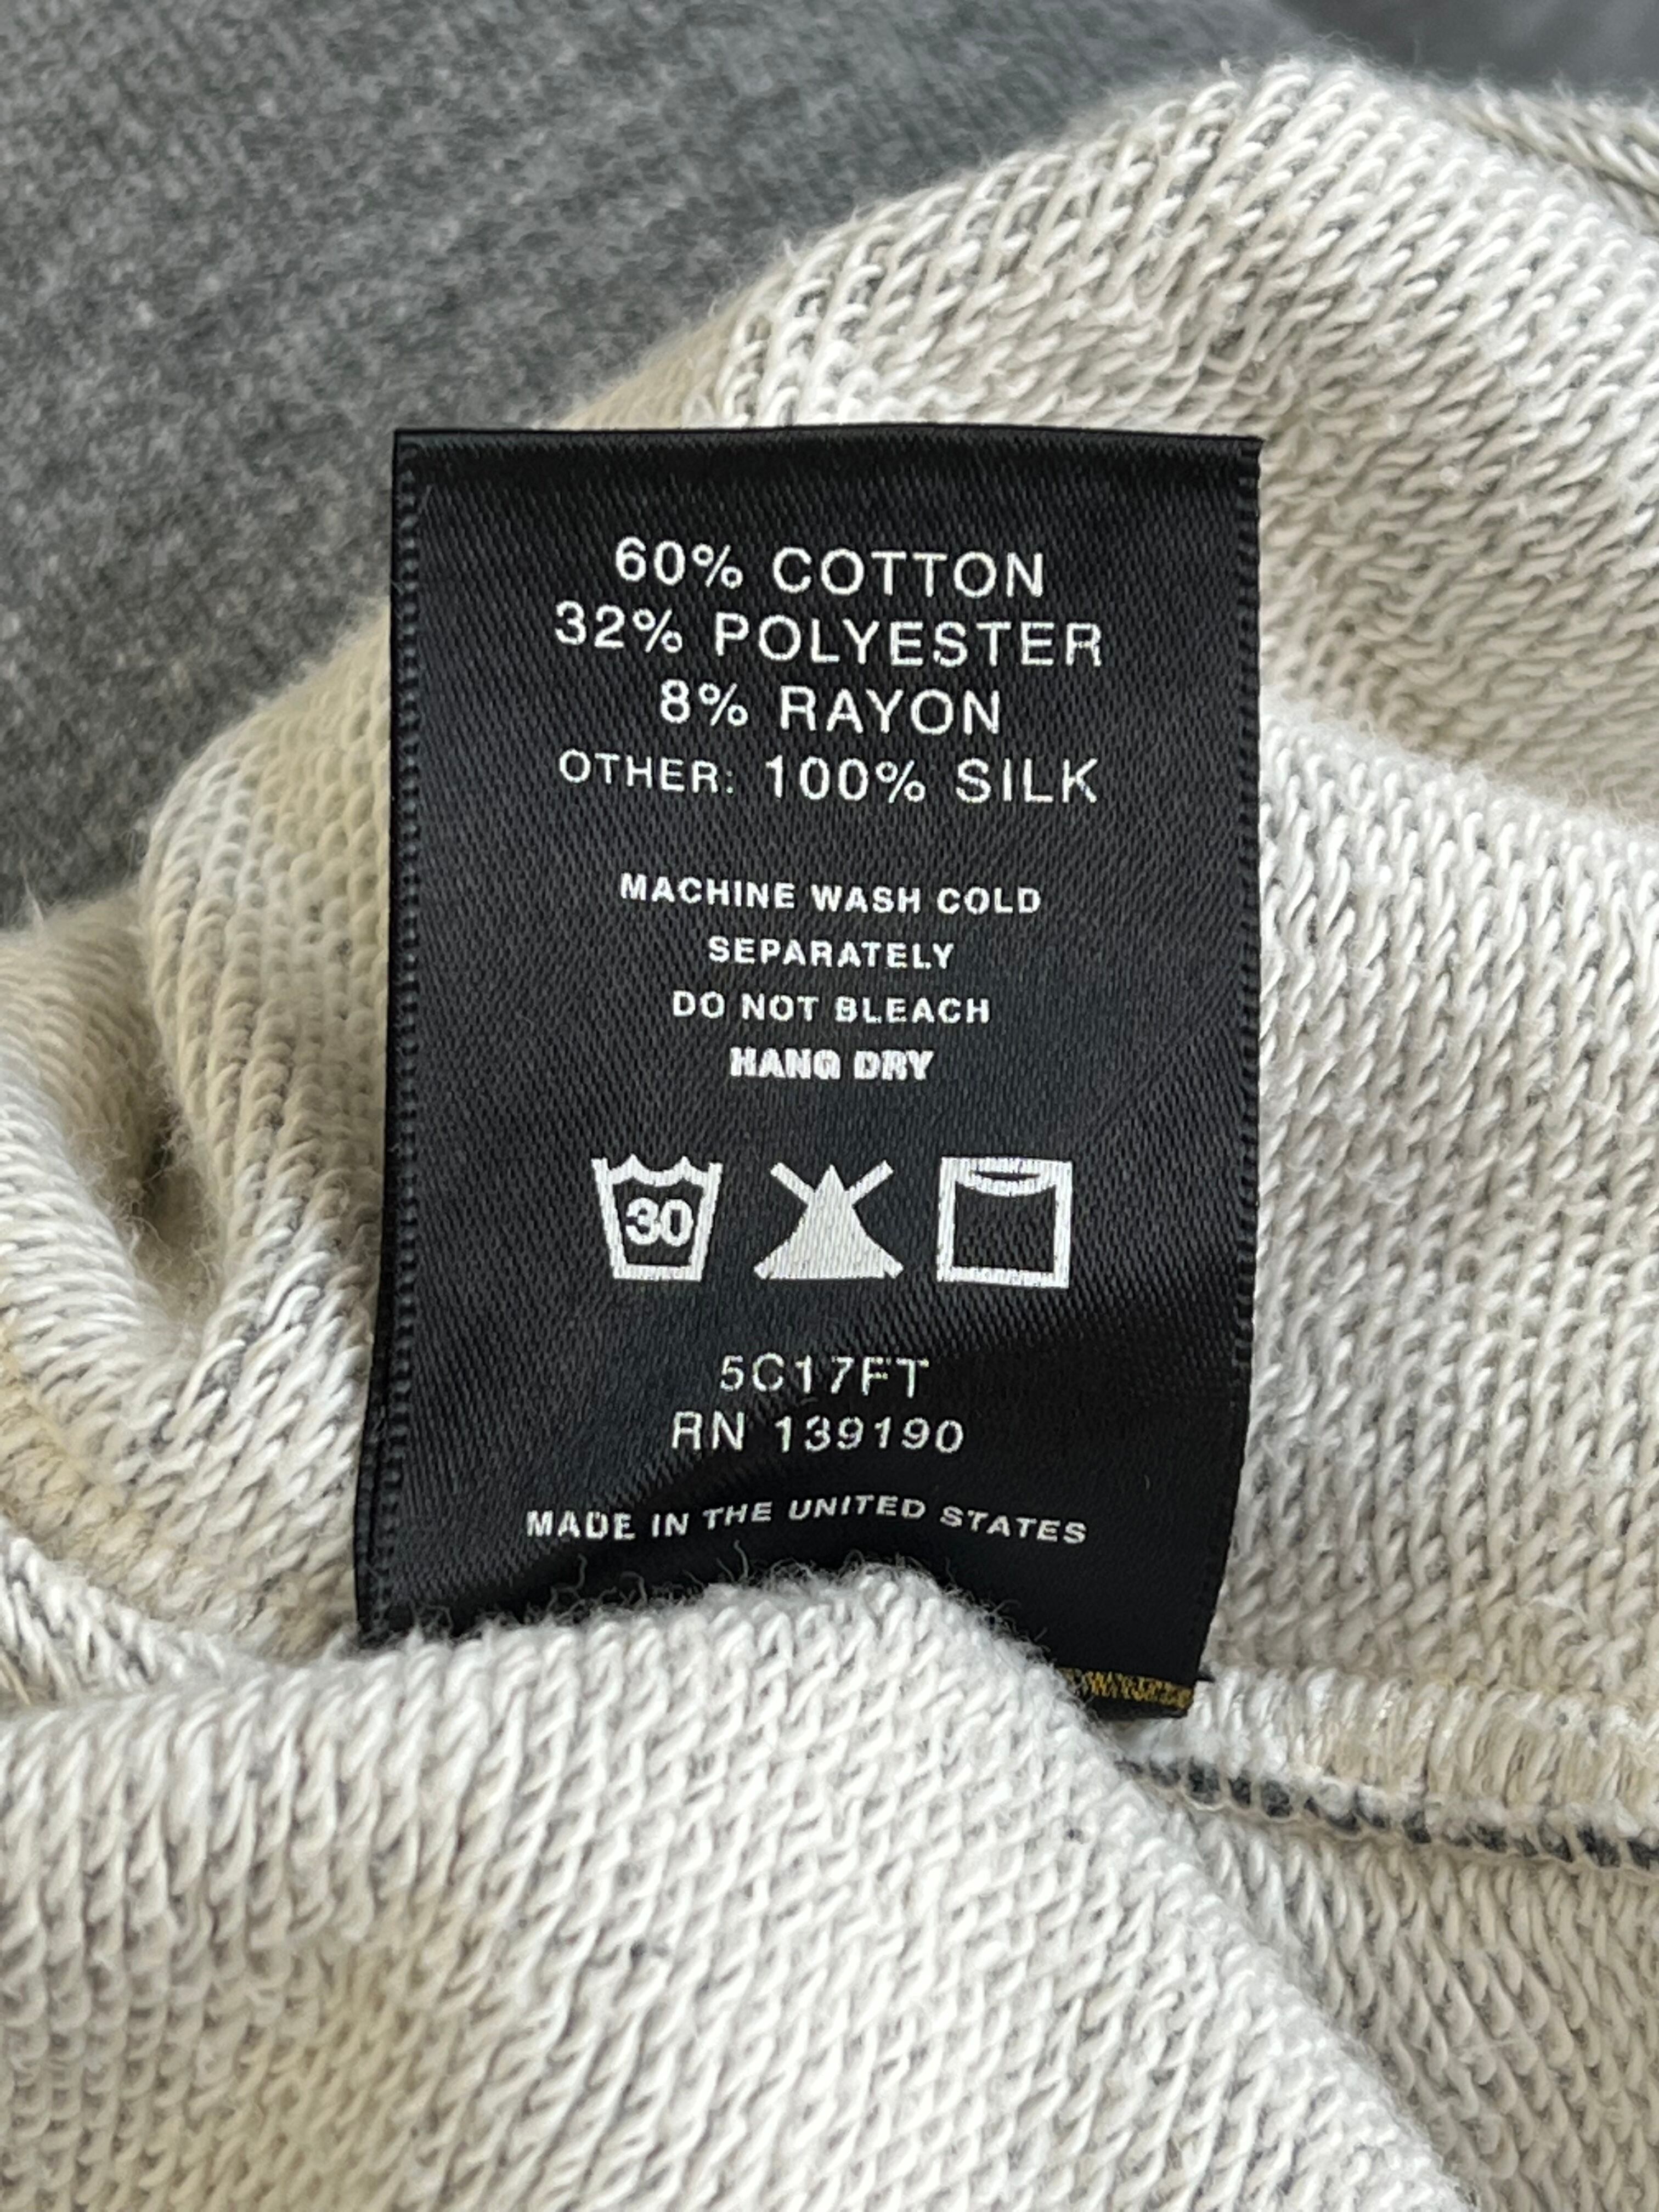 60% COTTON
32% POLYESTER
8% RAYON
OTHER: 100% SILK
MACHINE WASH COLD
SEPARATELY
DO NOT BLEACH
HANG DRY
30
5C17FT
RN 139190
MADE IN THE UNITED STATES